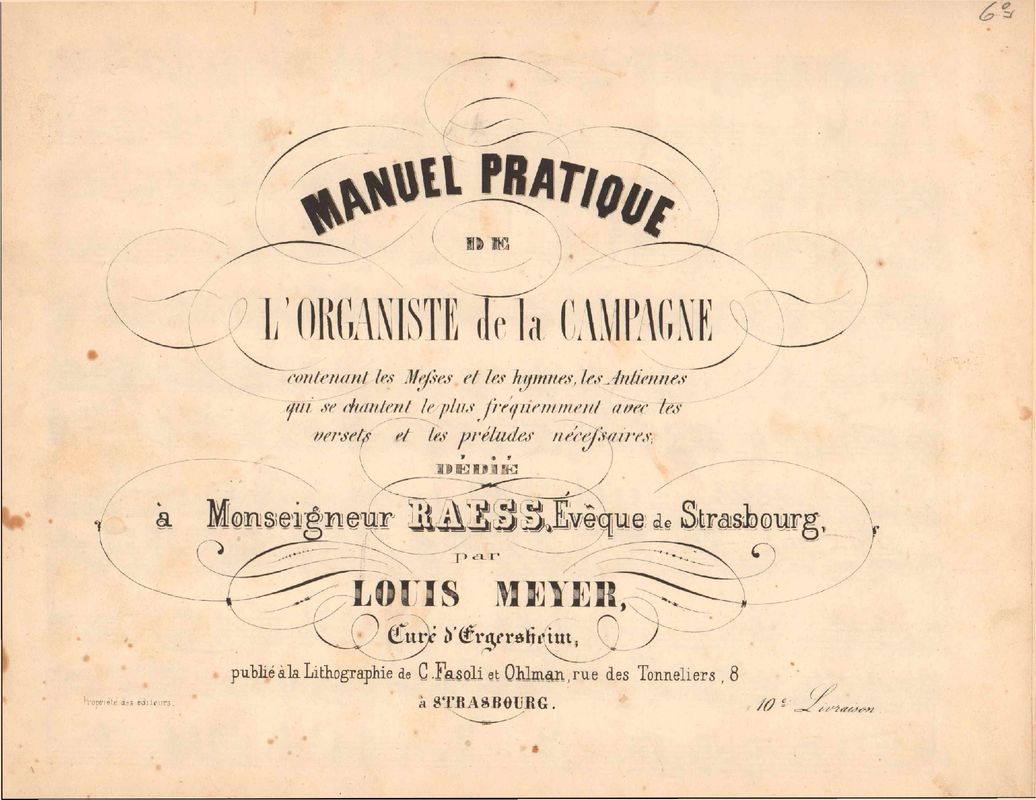 MANUEL PRATIQUE
DE
L'ORGANISTE de la CAMPAGNE
contenant les Meſses et les hymnes, les Antiennes
qui se chantent le plus fréquemment avec les
versets et les préludes néceſsaires,
DÉDIÉ
à Monseigneur RAESS, Évêque de Strasbourg,
par
LOUIS MEYER,
Curé d'Ergersheim,
publié à la Lithographie de C. Fasoli et Ohlman, rue des Tonneliers, 8
à STRASBOURG.
Propriété des editeurs.
10e Livraison